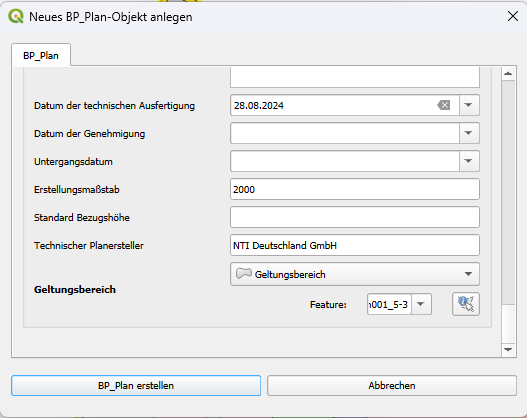 Neues BP_Plan-Objekt anlegen
BP_Plan
Datum der technischen Ausfertigung 28.08.2024
Datum der Genehmigung
Untergangsdatum
Erstellungsmaßstab 2000
Standard Bezugshöhe
Technischer Planersteller NTI Deutschland GmbH
Geltungsbereich
Geltungsbereich
Feature: 001_5-3
BP_Plan erstellen Abbrechen